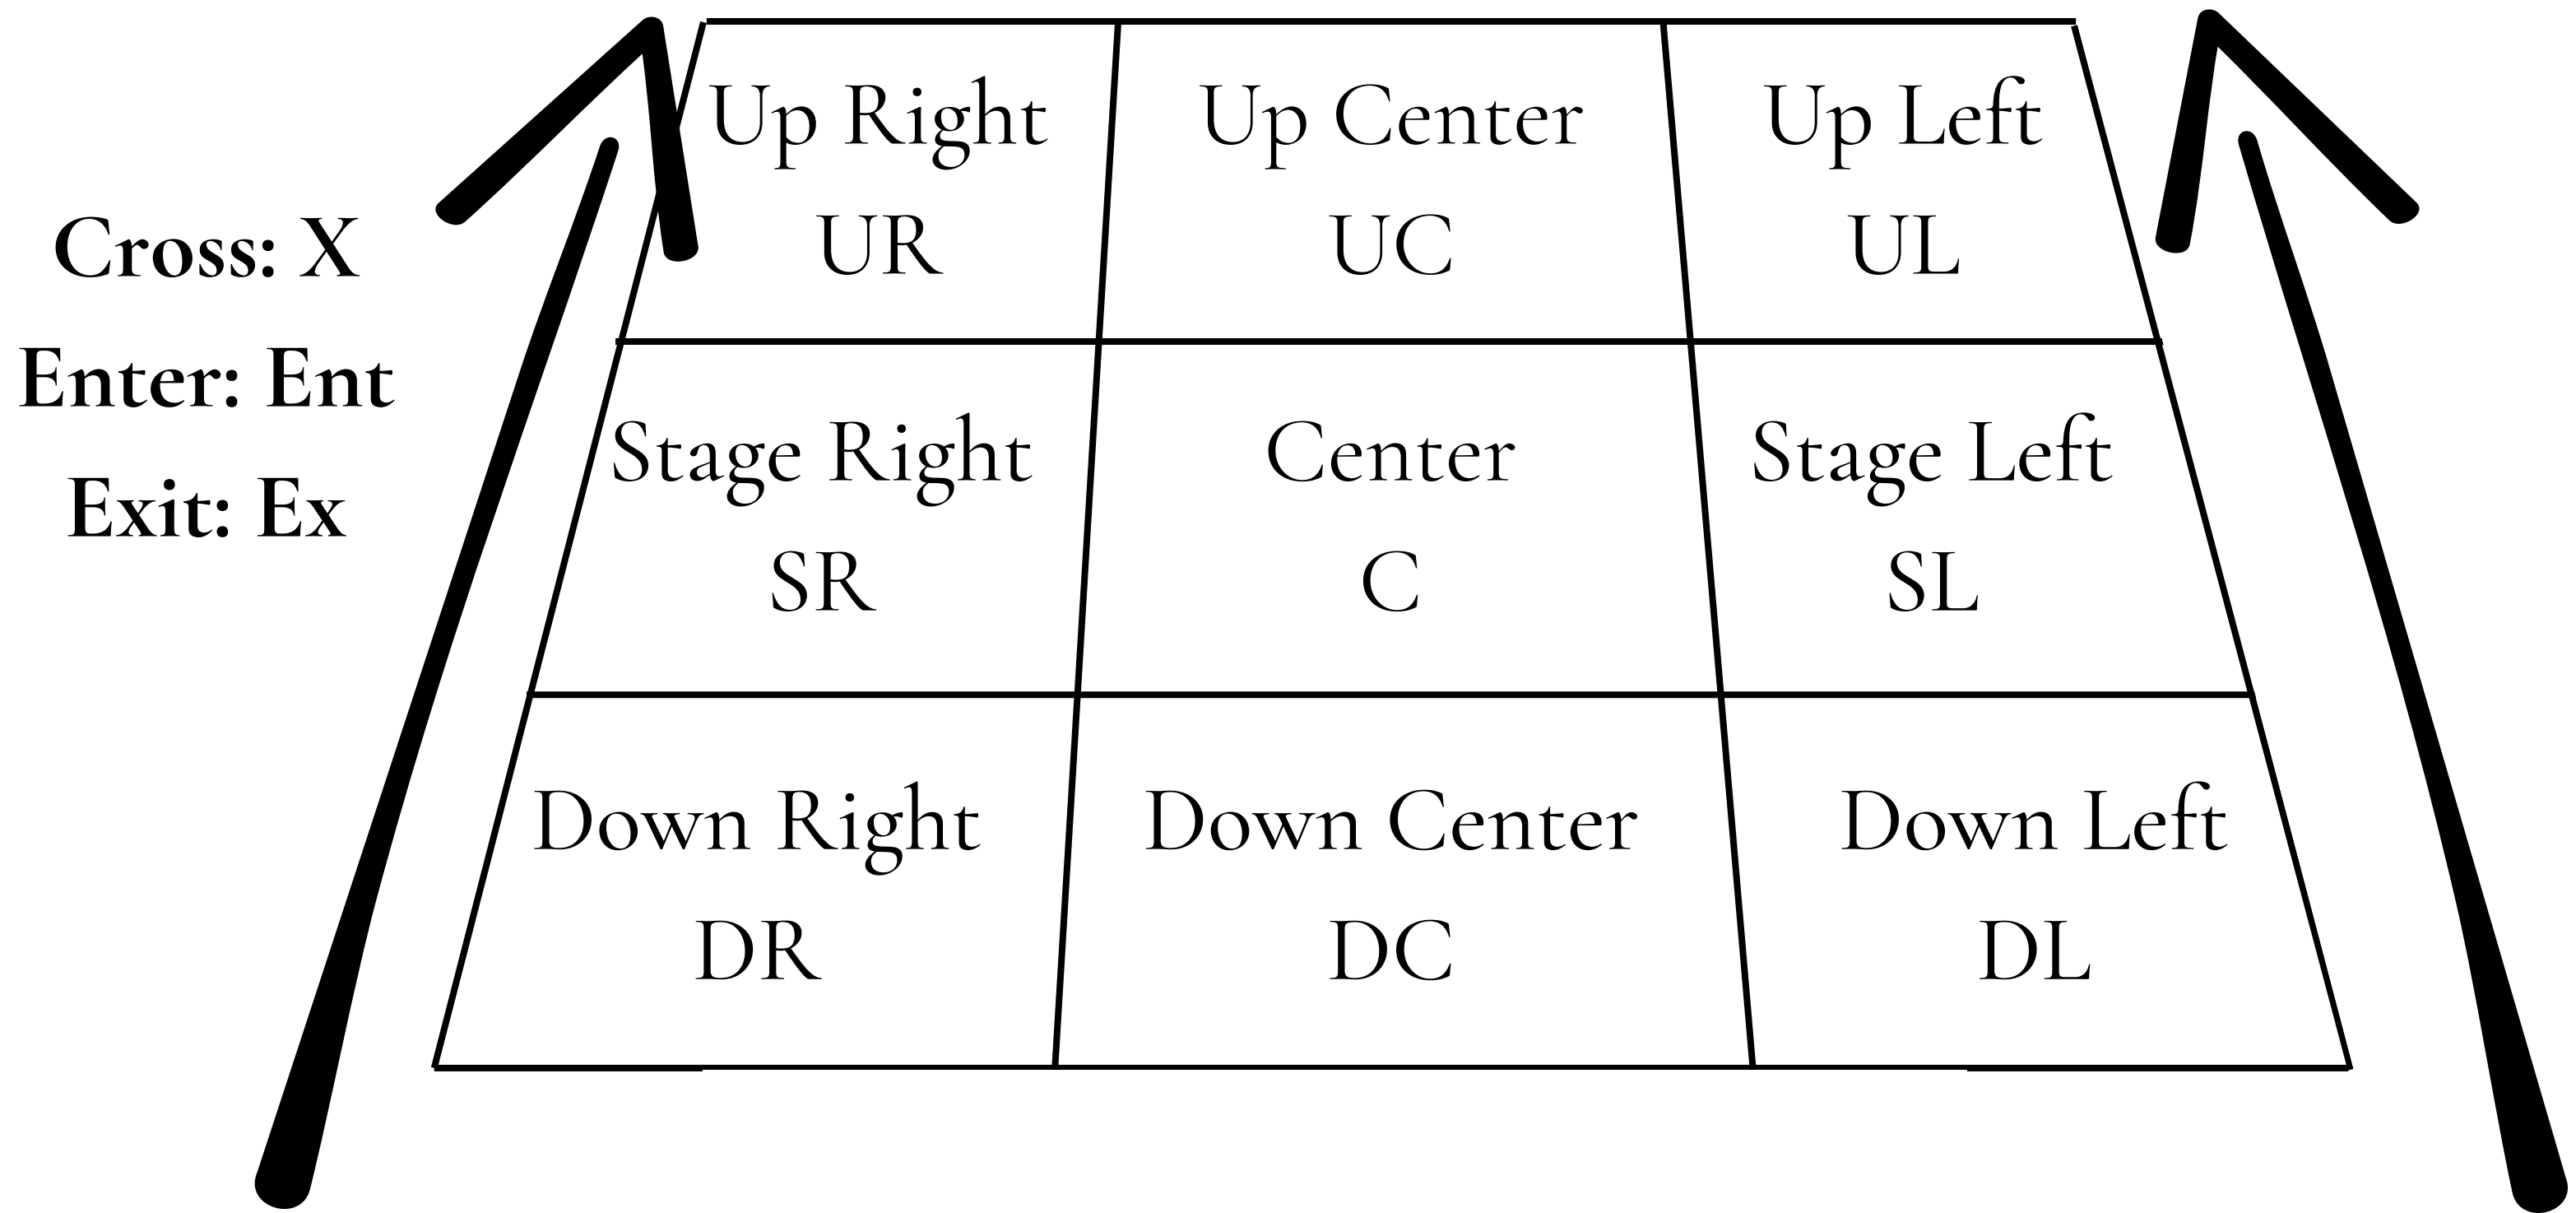 Cross: X
Enter: Ent
Exit: Ex
Up Right
UR
Up Center
UC
Up Left
UL
Stage Right
SR
Center
C
Stage Left
SL
Down Right
DR
Down Center
DC
Down Left
DL